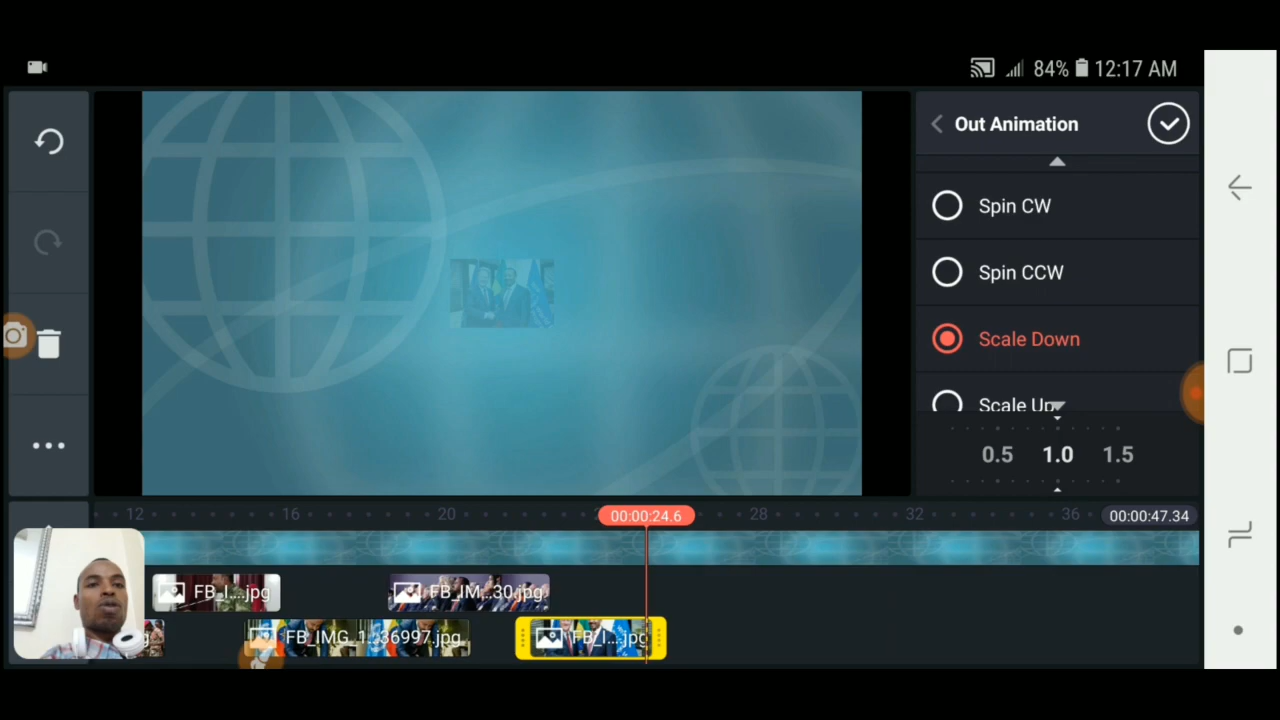 84% 12:17 AM
Out Animation
Spin CW
Spin CCW
Scale Down
Scale Up
0.5 1.0 1.5
12 16 20 00:00:24.6 28 32 36 00:00:47.34
FB_I....jpg FB_IM...30.jpg
g FB_IMG_1...36997.jpg FB_I...jpg